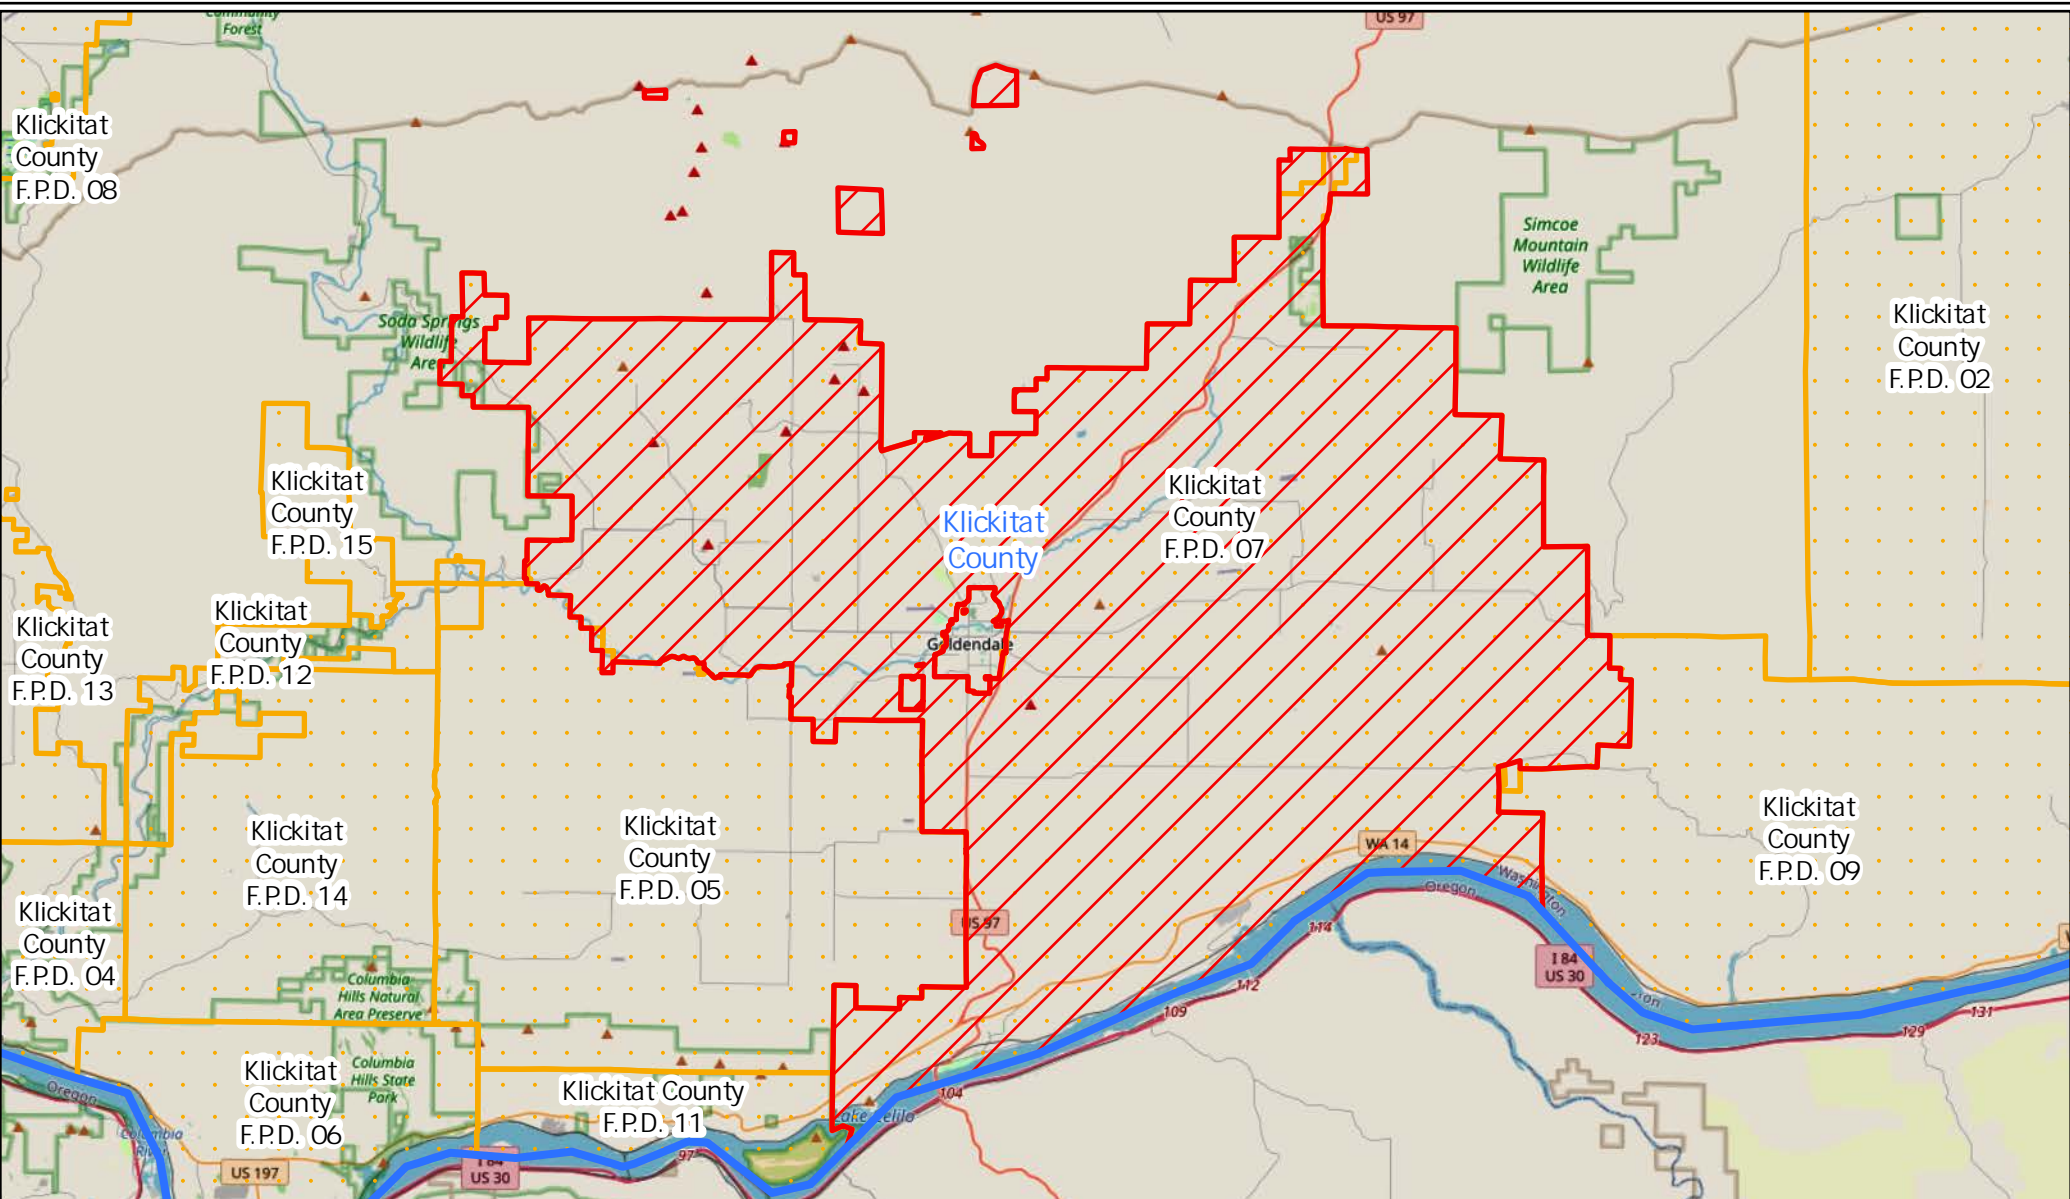 Community
Forest
US 97
Klickitat
County
F.P.D. 08
Simcoe
Mountain
Wildlife
Area
Klickitat
County
F.P.D. 02
Soda Springs
Wildlife
Area
Klickitat
County
F.P.D. 15
Klickitat
County
F.P.D. 07
Klickitat
County
Klickitat
County
F.P.D. 12
Klickitat
County
F.P.D. 13
Goldendale
Klickitat
County
F.P.D. 14
Klickitat
County
F.P.D. 05
Klickitat
County
F.P.D. 09
WA 14
Washington
Oregon
Klickitat
County
F.P.D. 04
US 97
114
I 84
US 30
112
109
123
129
131
Columbia
Hills Natural
Area Preserve
Columbia
Hills State
Park
Klickitat
County
F.P.D. 06
Klickitat County
F.P.D. 11
104
Lake Celilo
Oregon
Columbia
River
97
US 197
I 84
US 30